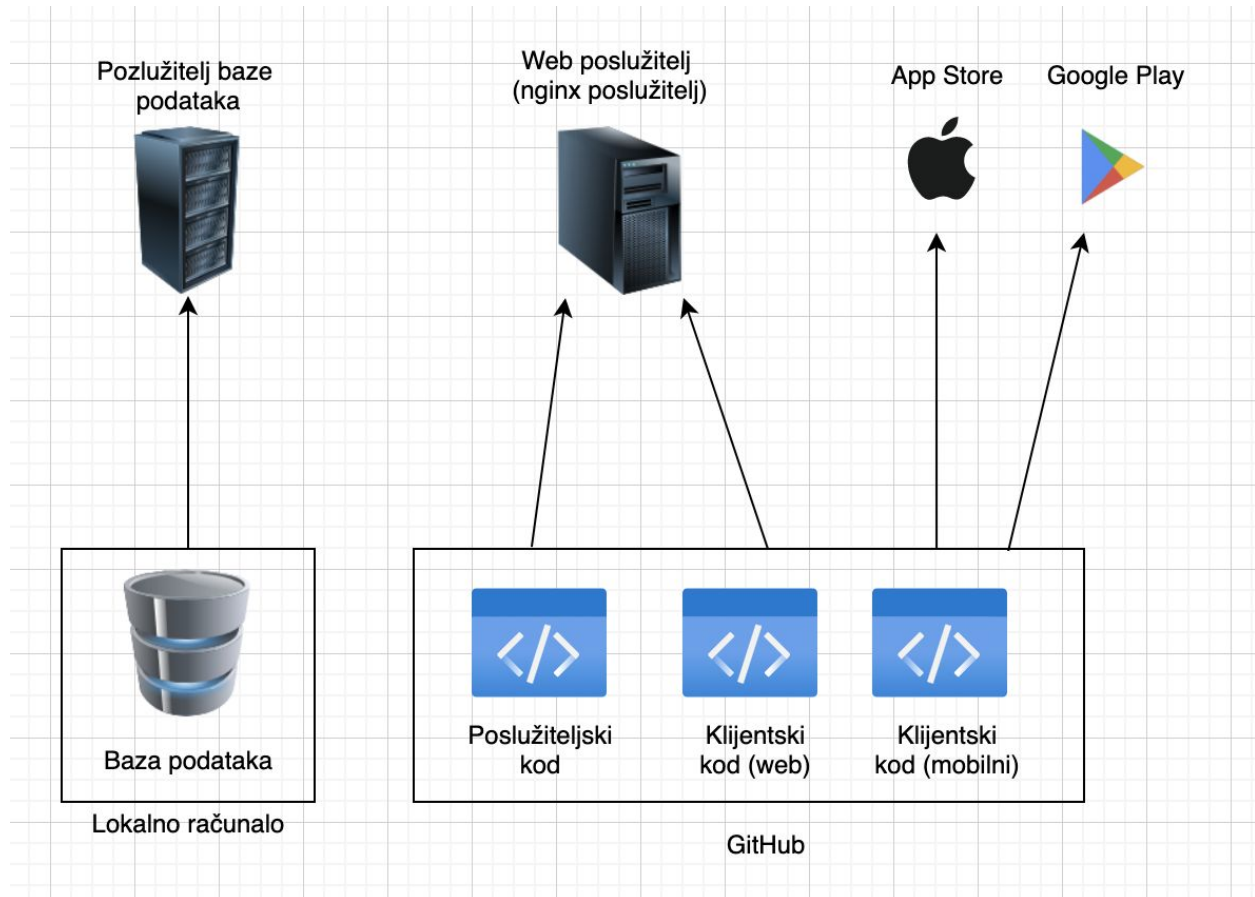 Pozlužitelj baze
podataka
Web poslužitelj
(nginx poslužitelj)
App Store
Google Play
Baza podataka
Lokalno računalo
Poslužiteljski
kod
Klijentski
kod (web)
Klijentski
kod (mobilni)
GitHub